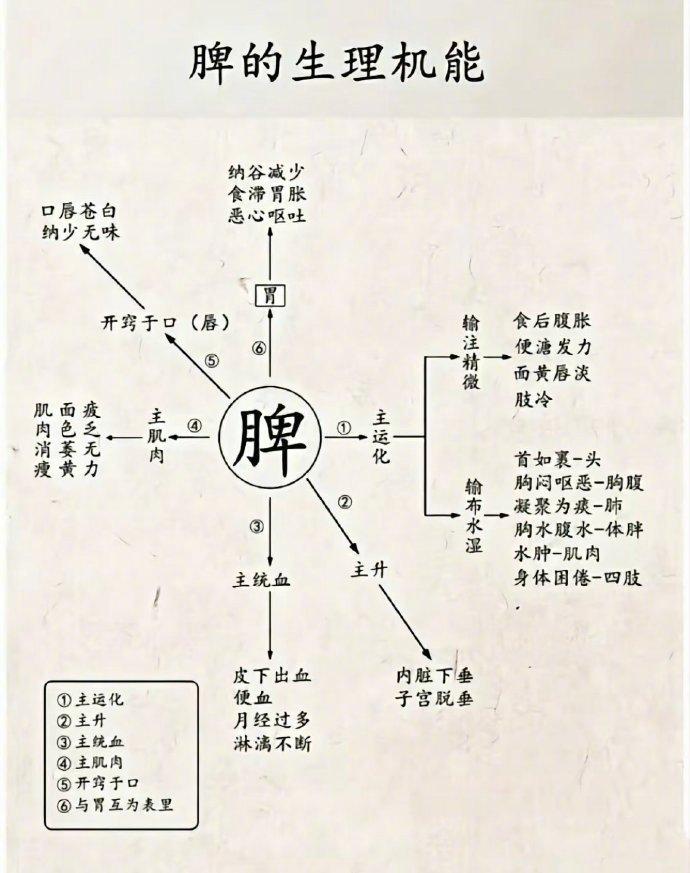 脾的生理机能
纳谷减少
食滞胃胀
恶心呕吐
口唇苍白
纳少无味
胃
开窍于口（唇）
⑥
⑤
肌肉消瘦
面色萎黄
疲乏无力
主肌肉
④
脾
①
主运化
输注精微
食后腹胀
便溏发力
面黄唇淡
肢冷
输布水湿
首如裹-头
胸闷呕恶-胸腹
凝聚为痰-肺
胸水腹水-体胖
水肿-肌肉
身体困倦-四肢
②
主升
内脏下垂
子宫脱垂
③
主统血
皮下出血
便血
月经过多
淋漓不断
①主运化
②主升
③主统血
④主肌肉
⑤开窍于口
⑥与胃互为表里